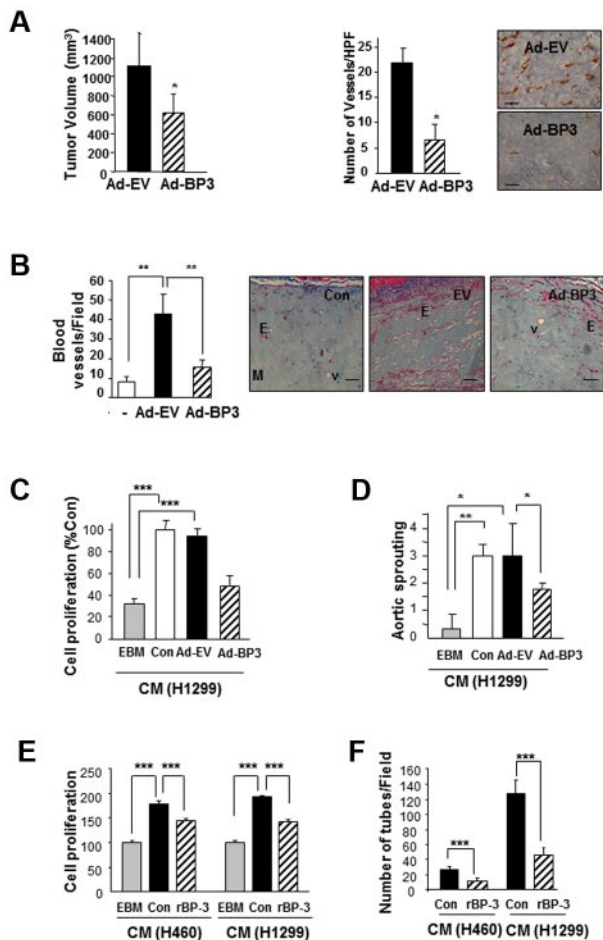 A
Tumor Volume (mm³)
1400
1200
1000
800
600
400
200
0
*
Ad-EV Ad-BP3
Number of Vessels/HPF
25
20
15
10
5
0
*
Ad-EV Ad-BP3
Ad-EV
Ad-BP3
B
Blood
vessels/Field
60
50
40
30
20
10
0
** **
- Ad-EV Ad-BP3
Con
E
M
v
EV
E
Ad BP3
v
E
C
Cell proliferation (%Con)
100
80
60
40
20
0
***
***
EBM Con Ad-EV Ad-BP3
CM (H1299)
D
Aortic sprouting
4
3
2
1
0
* *
**
EBM Con Ad-EV Ad-BP3
CM (H1299)
E
Cell proliferation
200
150
100
50
0
*** *** *** ***
EBM Con rBP-3 EBM Con rBP-3
CM (H460) CM (H1299)
F
Number of tubes/Field
160
140
120
100
80
60
40
20
0
***
***
Con rBP-3 Con rBP-3
CM (H460) CM (H1299)